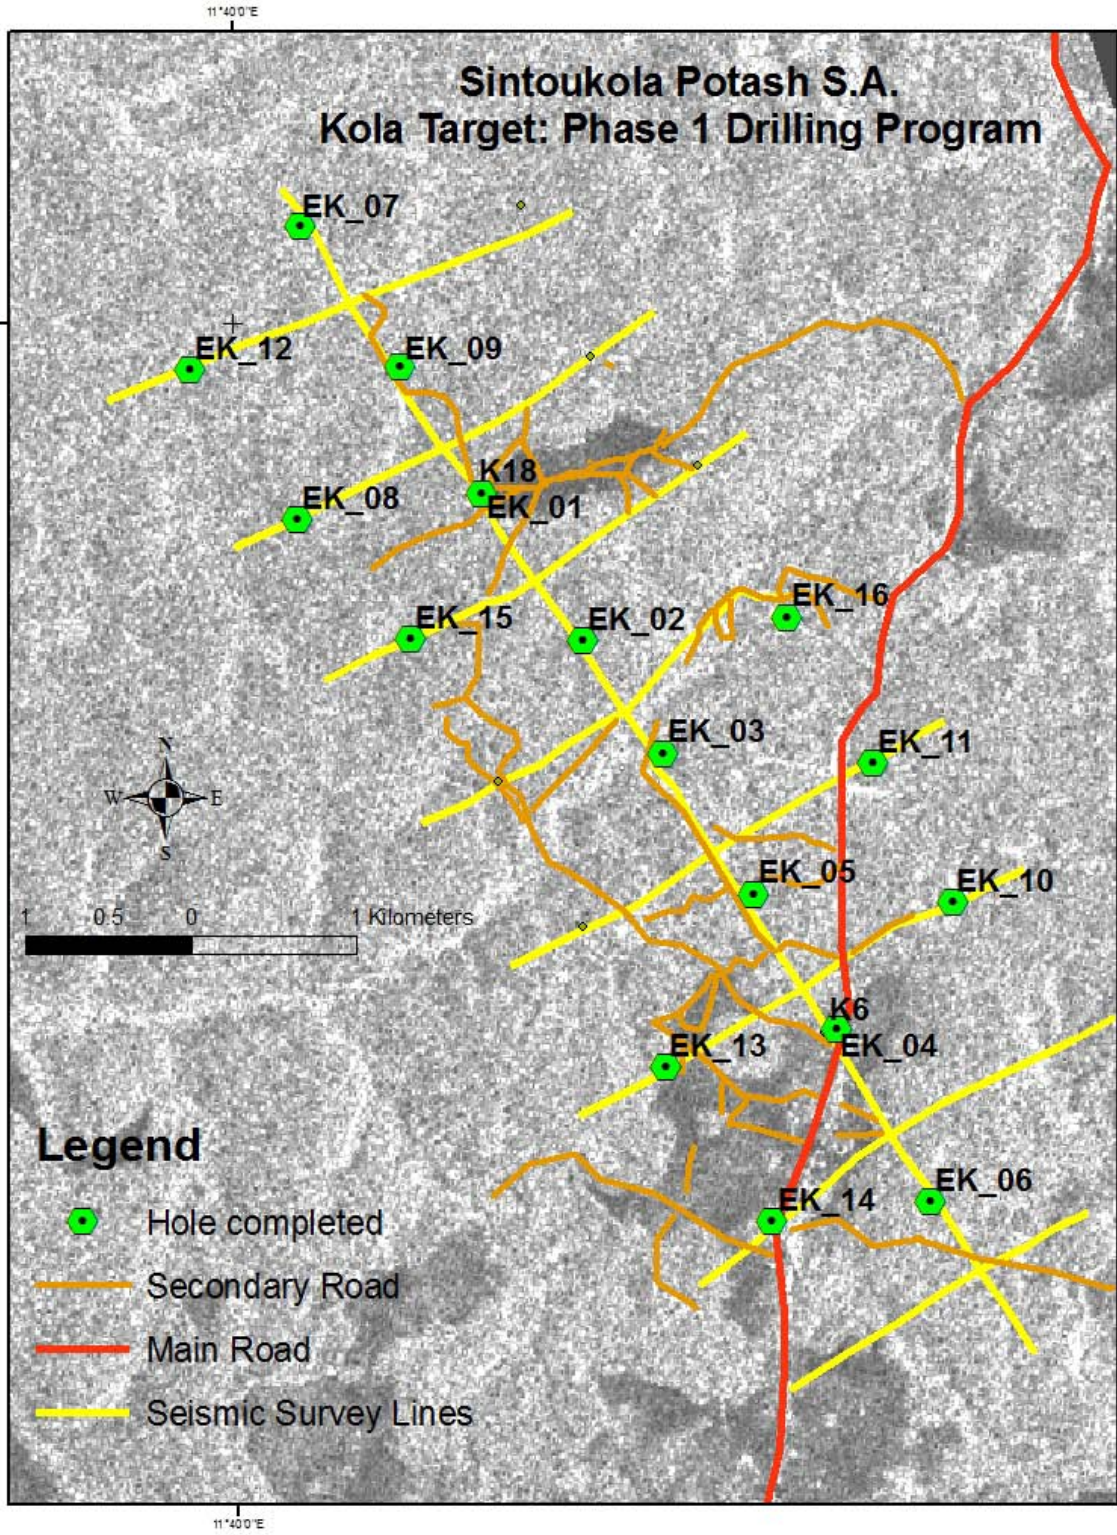 11°40'0"E
Sintoukola Potash S.A.
Kola Target: Phase 1 Drilling Program
EK_07
EK_12
EK_09
K18
EK_01
EK_08
EK_16
EK_15
EK_02
EK_03
EK_11
N
W E
S
EK_05
EK_10
1 0.5 0 1 Kilometers
K6
EK_04
EK_13
Legend
EK_06
EK_14
Hole completed
Secondary Road
Main Road
Seismic Survey Lines
11°40'0"E